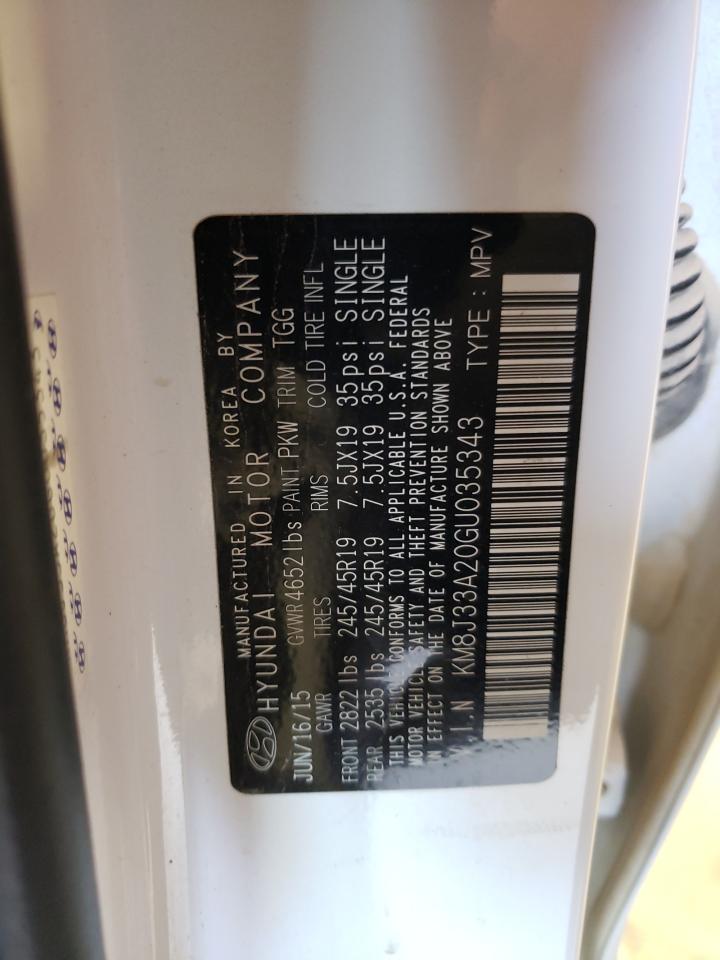 MANUFACTURED IN KOREA BY
HYUNDAI MOTOR COMPANY
JUN/16/15 GVWR 4652 lbs PAINT PKW TRIM TGG
GAWR TIRES RIMS COLD TIRE INFL
FRONT 2822 lbs 245/45R19 7.5JX19 35psi SINGLE
REAR 2535 lbs 245/45R19 7.5JX19 35psi SINGLE
THIS VEHICLE CONFORMS TO ALL APPLICABLE U.S.A. FEDERAL
MOTOR VEHICLE SAFETY AND THEFT PREVENTION STANDARDS
IN EFFECT ON THE DATE OF MANUFACTURE SHOWN ABOVE
V.I.N KM8J33A20GU035343 TYPE : MPV